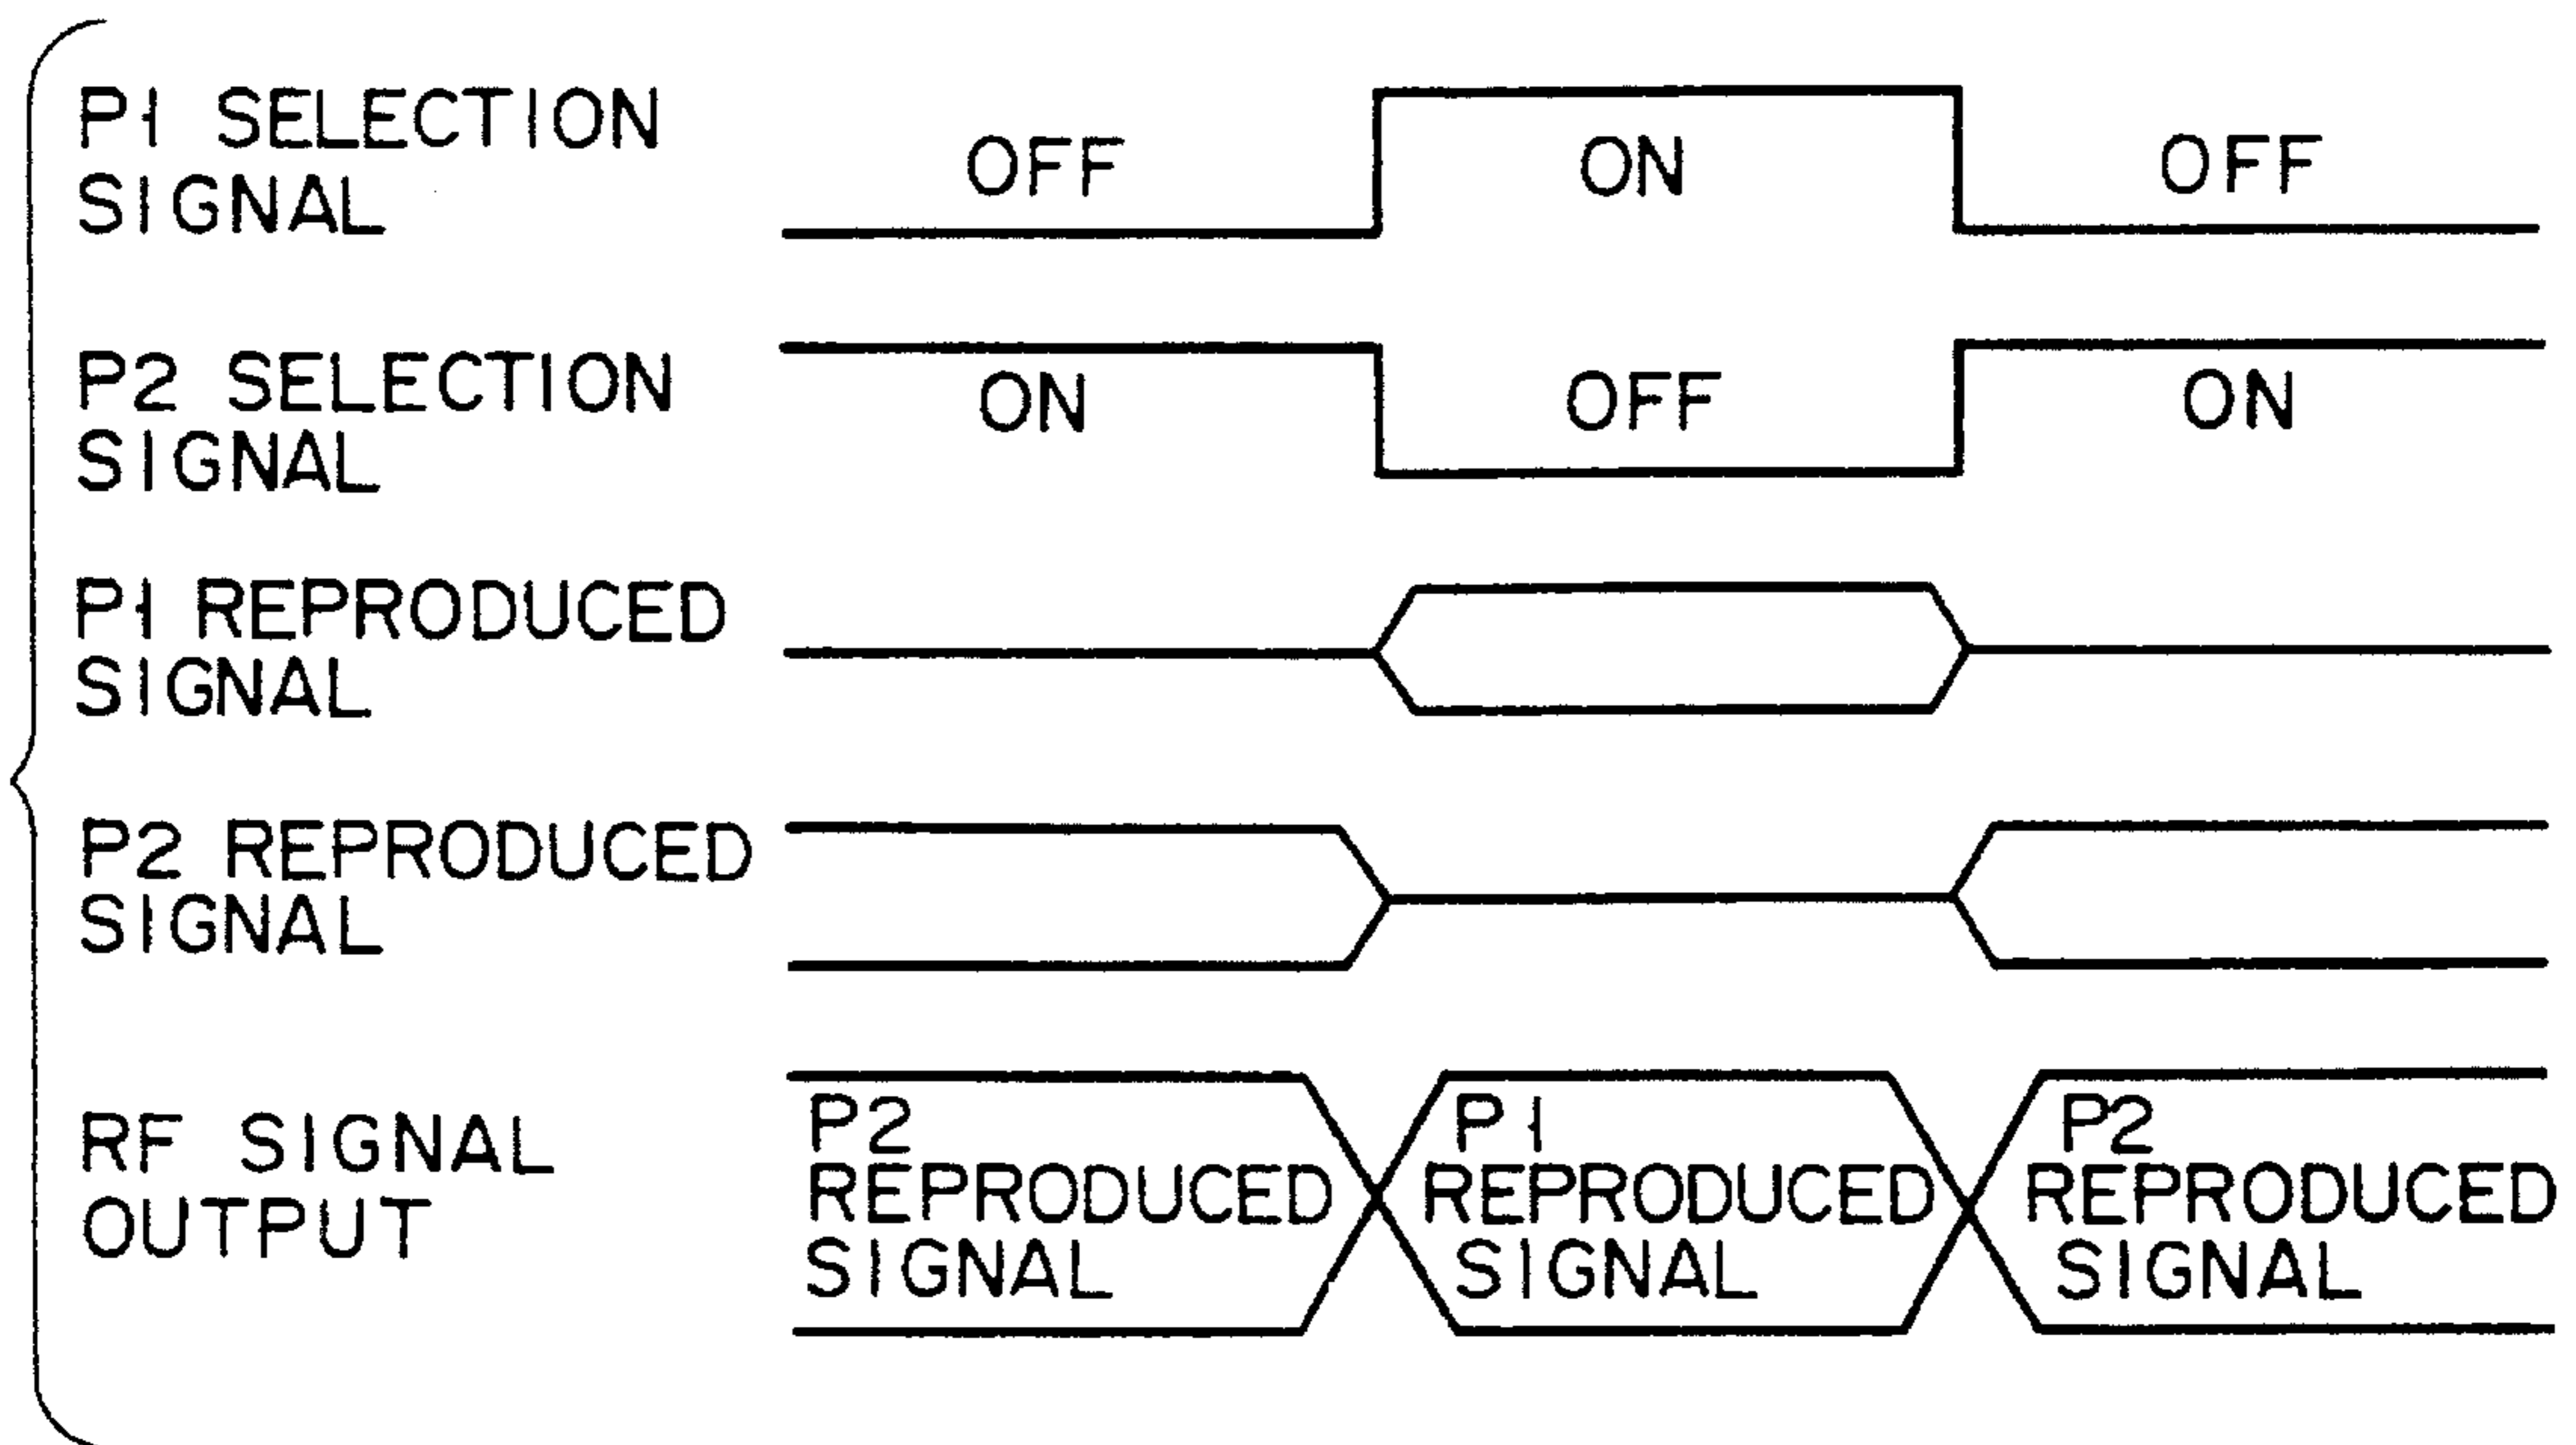 P1 SELECTION
SIGNAL
OFF
ON
OFF
P2 SELECTION
SIGNAL
ON
OFF
ON
P1 REPRODUCED
SIGNAL
P2 REPRODUCED
SIGNAL
RF SIGNAL
OUTPUT
P2
REPRODUCED
SIGNAL
P1
REPRODUCED
SIGNAL
P2
REPRODUCED
SIGNAL